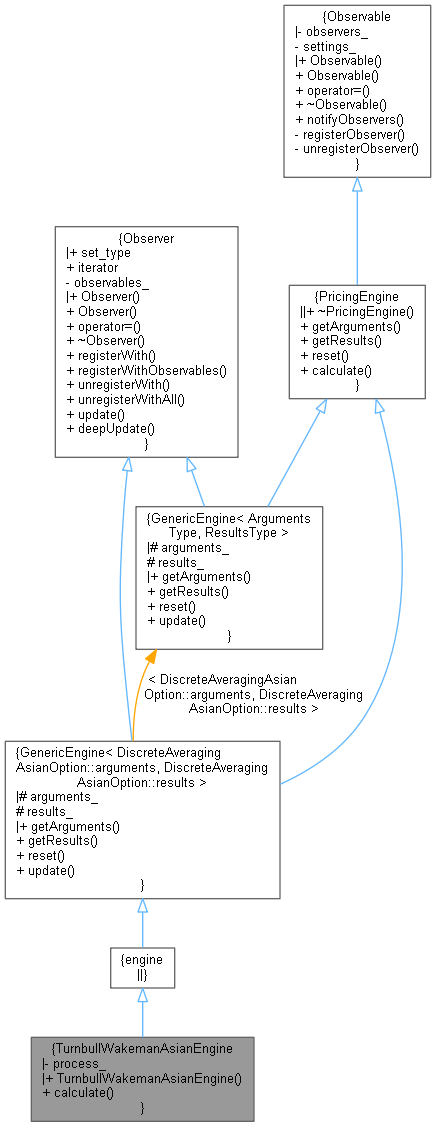 {Observable
|- observers_
- settings_
|+ Observable()
+ Observable()
+ operator=()
+ ~Observable()
+ notifyObservers()
- registerObserver()
- unregisterObserver()
}
{Observer
|+ set_type
+ iterator
- observables_
|+ Observer()
+ Observer()
+ operator=()
+ ~Observer()
+ registerWith()
+ registerWithObservables()
+ unregisterWith()
+ unregisterWithAll()
+ update()
+ deepUpdate()
}
{PricingEngine
||+ ~PricingEngine()
+ getArguments()
+ getResults()
+ reset()
+ calculate()
}
{GenericEngine< Arguments
Type, ResultsType >
|# arguments_
# results_
|+ getArguments()
+ getResults()
+ reset()
+ update()
}
< DiscreteAveragingAsian
Option::arguments, DiscreteAveraging
AsianOption::results >
{GenericEngine< DiscreteAveraging
AsianOption::arguments, DiscreteAveraging
AsianOption::results >
|# arguments_
# results_
|+ getArguments()
+ getResults()
+ reset()
+ update()
}
{engine
||}
{TurnbullWakemanAsianEngine
|- process_
|+ TurnbullWakemanAsianEngine()
+ calculate()
}